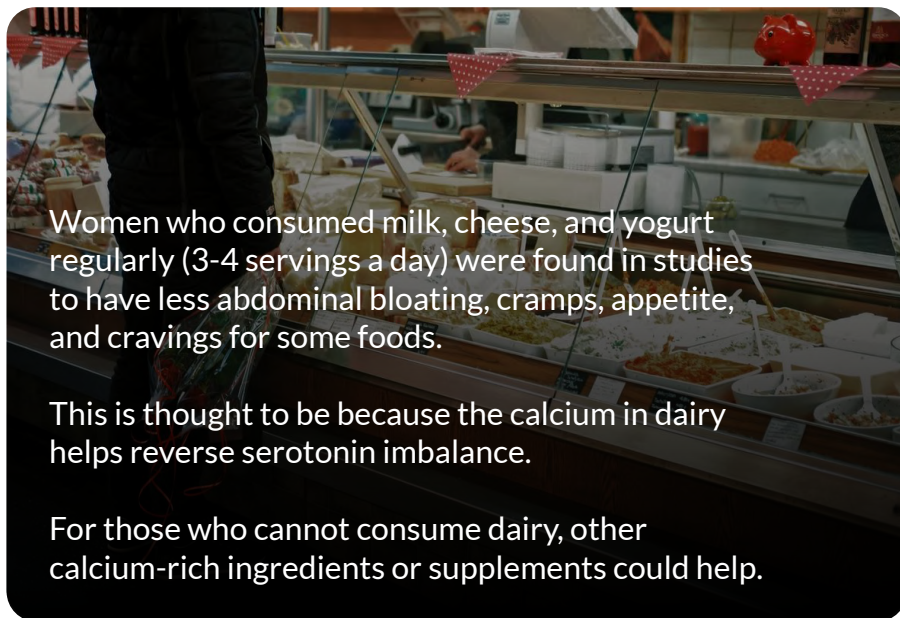 Women who consumed milk, cheese, and yogurt
regularly (3-4 servings a day) were found in studies
to have less abdominal bloating, cramps, appetite,
and cravings for some foods.
This is thought to be because the calcium in dairy
helps reverse serotonin imbalance.
For those who cannot consume dairy, other
calcium-rich ingredients or supplements could help.